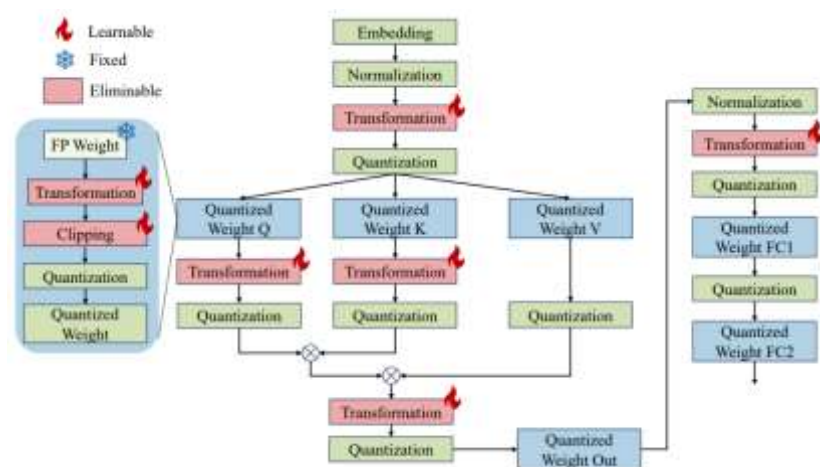 Learnable
Fixed
Eliminable
FP Weight
Transformation
Clipping
Quantization
Quantized
Weight
Embedding
Normalization
Transformation
Quantization
Quantized
Weight Q
Transformation
Quantization
Quantized
Weight K
Transformation
Quantization
Quantized
Weight V
Quantization
Transformation
Quantization
Quantized
Weight Out
Normalization
Transformation
Quantization
Quantized
Weight FC1
Quantization
Quantized
Weight FC2